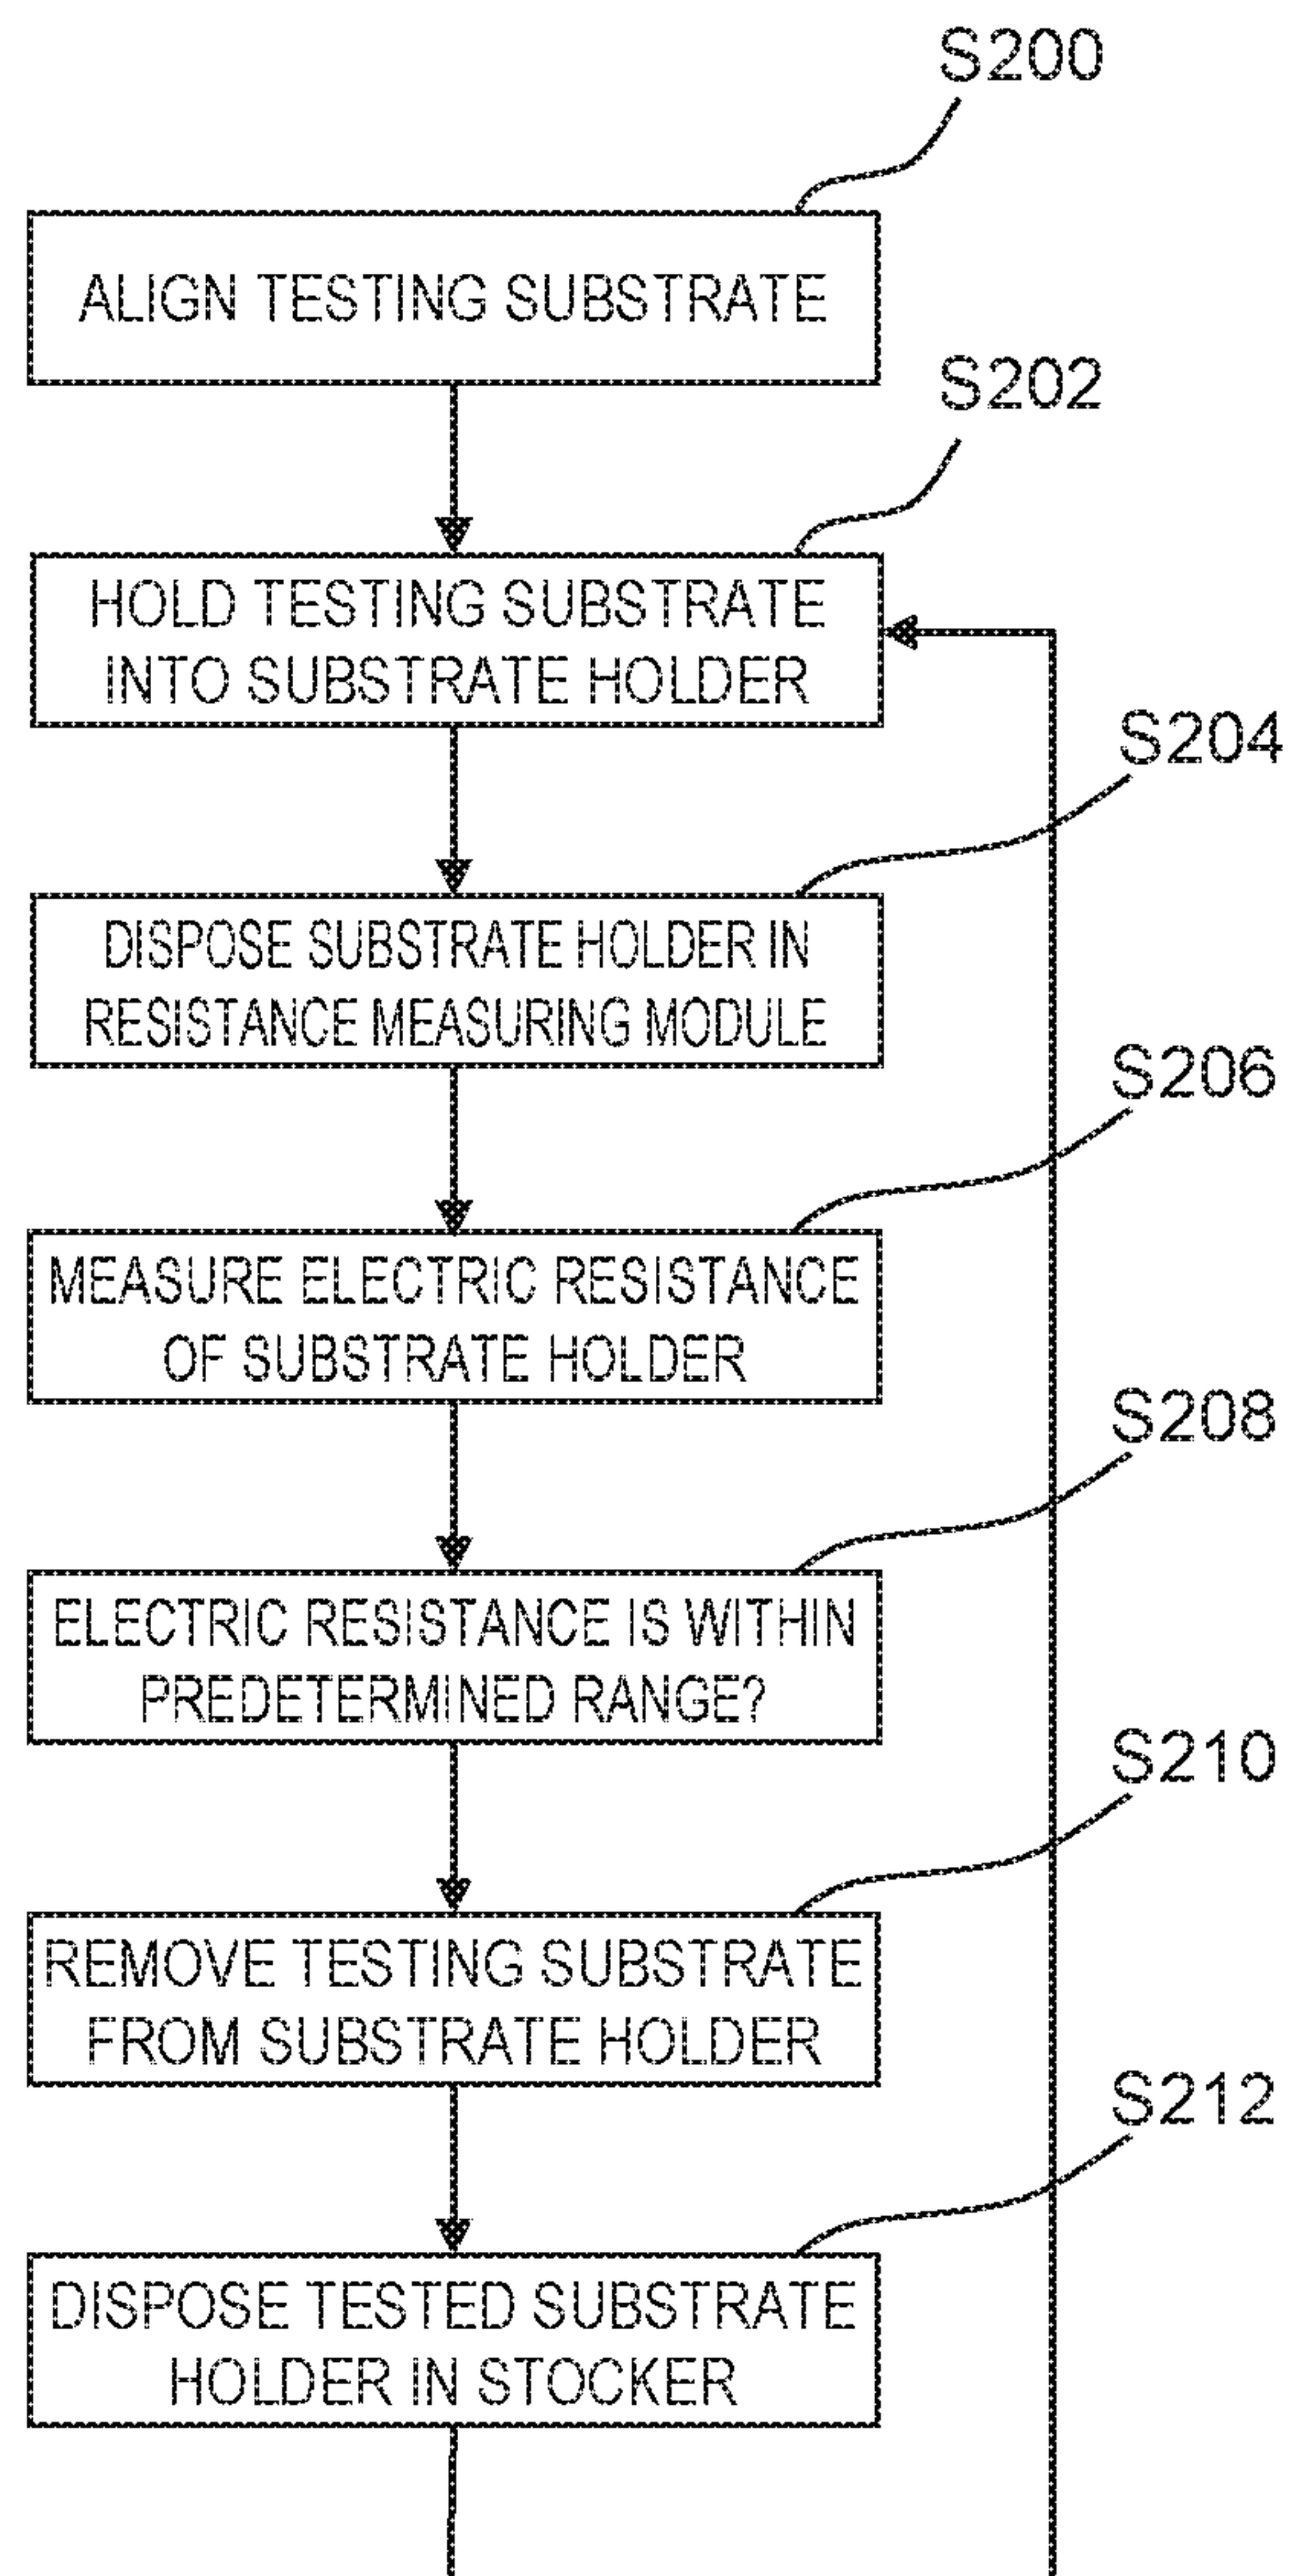 S200
ALIGN TESTING SUBSTRATE
S202
HOLD TESTING SUBSTRATE
INTO SUBSTRATE HOLDER
S204
DISPOSE SUBSTRATE HOLDER IN
RESISTANCE MEASURING MODULE
S206
MEASURE ELECTRIC RESISTANCE
OF SUBSTRATE HOLDER
S208
ELECTRIC RESISTANCE IS WITHIN
PREDETERMINED RANGE?
S210
REMOVE TESTING SUBSTRATE
FROM SUBSTRATE HOLDER
S212
DISPOSE TESTED SUBSTRATE
HOLDER IN STOCKER